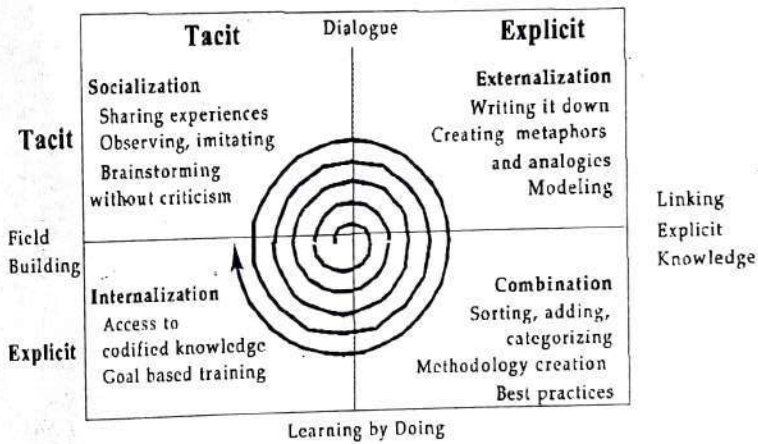 Tacit
Dialogue
Explicit
Socialization
Sharing experiences
Observing, imitating
Brainstorming
without criticism
Externalization
Writing it down
Creating metaphors
and analogies
Modeling
Tacit
Field
Building
Linking
Explicit
Knowledge
Internalization
Access to
codified knowledge
Goal based training
Combination
Sorting, adding,
categorizing
Methodology creation
Best practices
Explicit
Learning by Doing